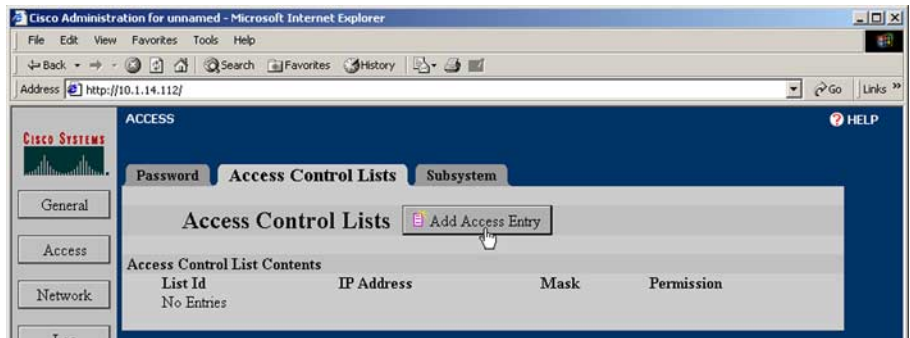 Cisco Administration for unnamed - Microsoft Internet Explorer
File Edit View Favorites Tools Help
Back Search Favorites History
Address http://10.1.14.112/ Go Links »
ACCESS ? HELP
CISCO SYSTEMS
Password Access Control Lists Subsystem
General
Access Control Lists Add Access Entry
Access
Access Control List Contents
List Id IP Address Mask Permission
Network
No Entries